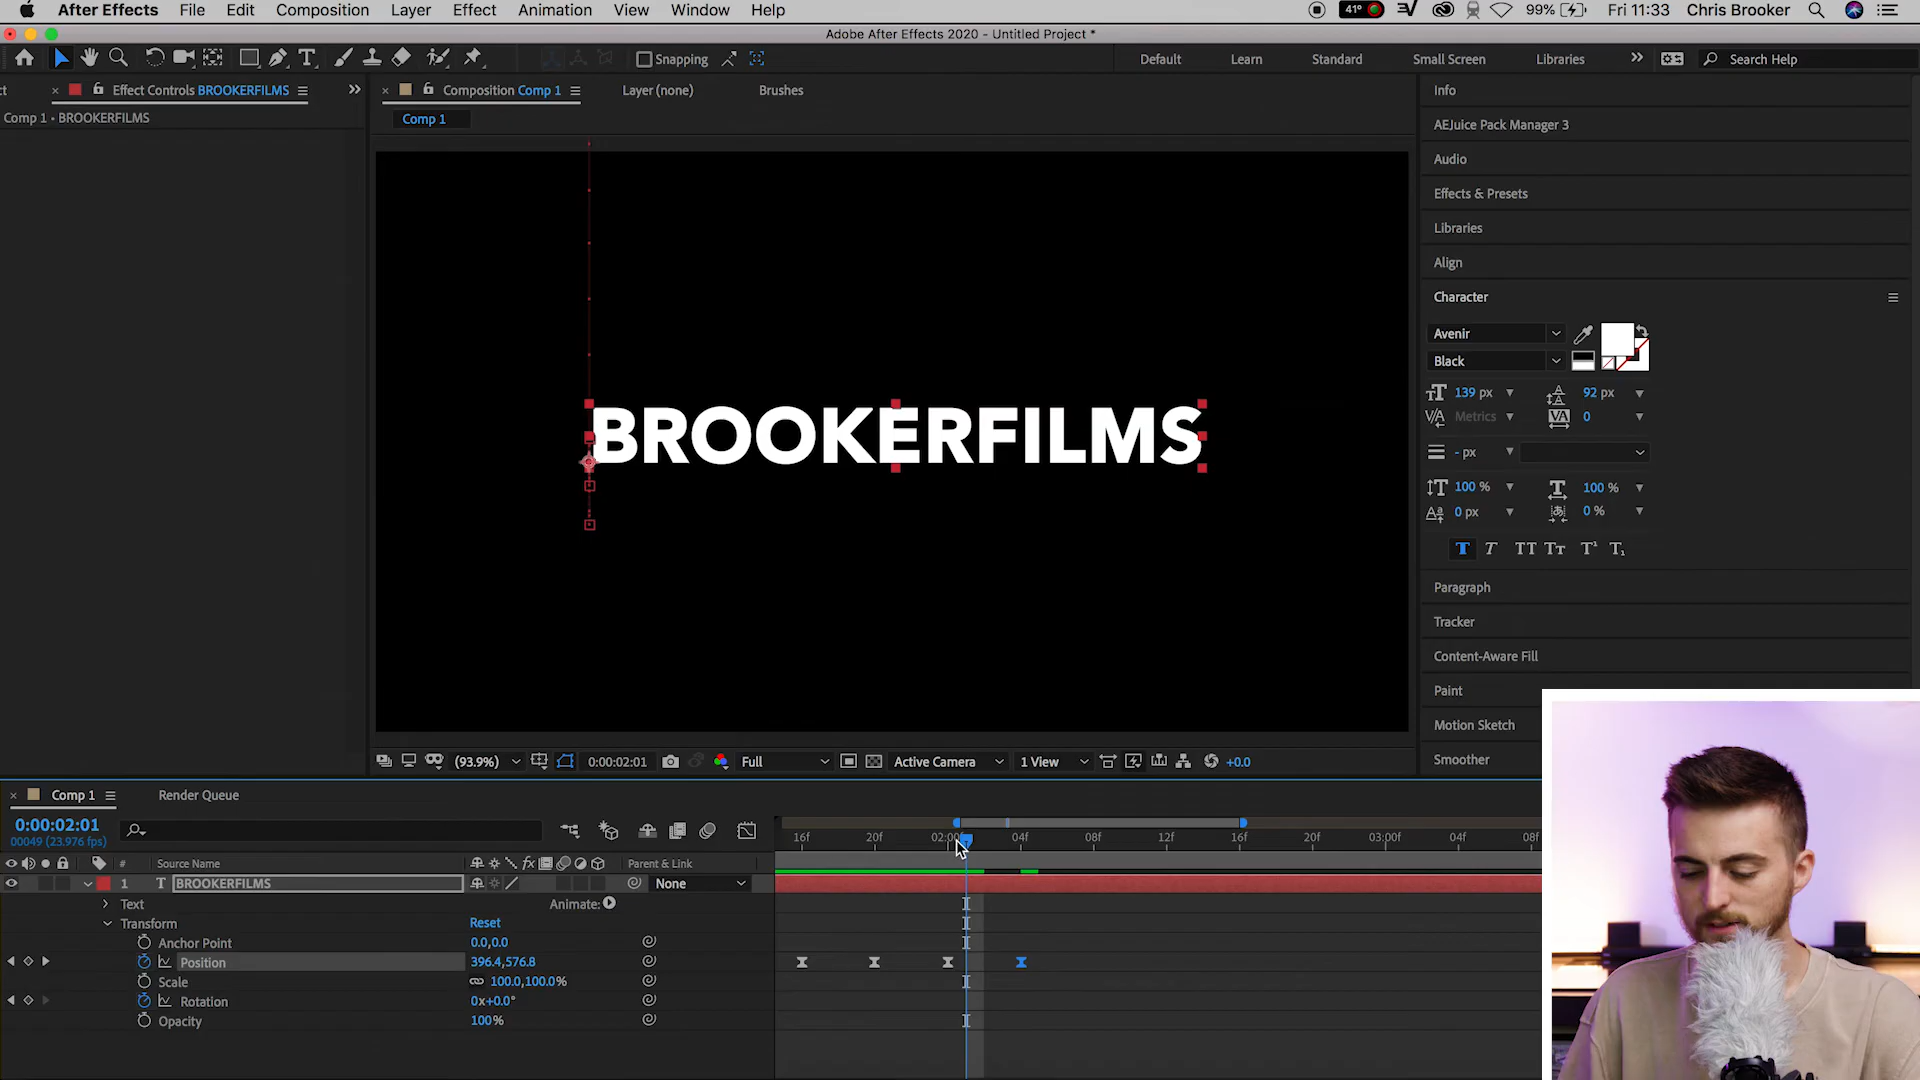 After Effects File Edit Composition Layer Effect Animation View Window Help 41° 99% Fri 11:33 Chris Brooker
Adobe After Effects 2020 - Untitled Project *
Snapping Default Learn Standard Small Screen Libraries Search Help
Effect Controls BROOKERFILMS Composition Comp 1 Layer (none) Brushes
Comp 1 • BROOKERFILMS
Comp 1
Info
AEJuice Pack Manager 3
Audio
Effects & Presets
Libraries
Align
Character
Avenir
Black
139 px 92 px
Metrics 0
- px
100 % 100 %
0 px 0 %
T T TT Tt T¹ T₁
Paragraph
Tracker
Content-Aware Fill
Paint
Motion Sketch
Smoother
BROOKERFILMS
(93.9%) 0:00:02:01 Full Active Camera 1 View +0.0
Comp 1 Render Queue
0:00:02:01
00049 (23.976 fps)
16f 20f 02:00f 04f 08f 12f 16f 20f 03:00f 04f 08f
# Source Name Parent & Link
1 T BROOKERFILMS None
Text Animate:
Transform Reset
Anchor Point 0.0,0.0
Position 396.4,576.8
Scale 100.0,100.0%
Rotation 0x+0.0°
Opacity 100%